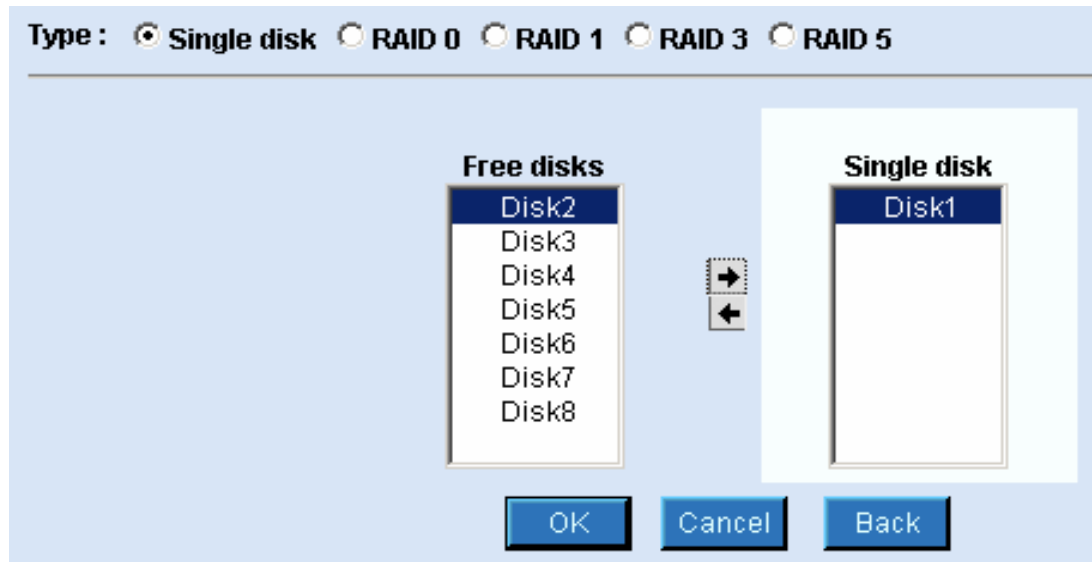 Type : Single disk RAID 0 RAID 1 RAID 3 RAID 5
Free disks
Disk2
Disk3
Disk4
Disk5
Disk6
Disk7
Disk8
Single disk
Disk1
OK Cancel Back